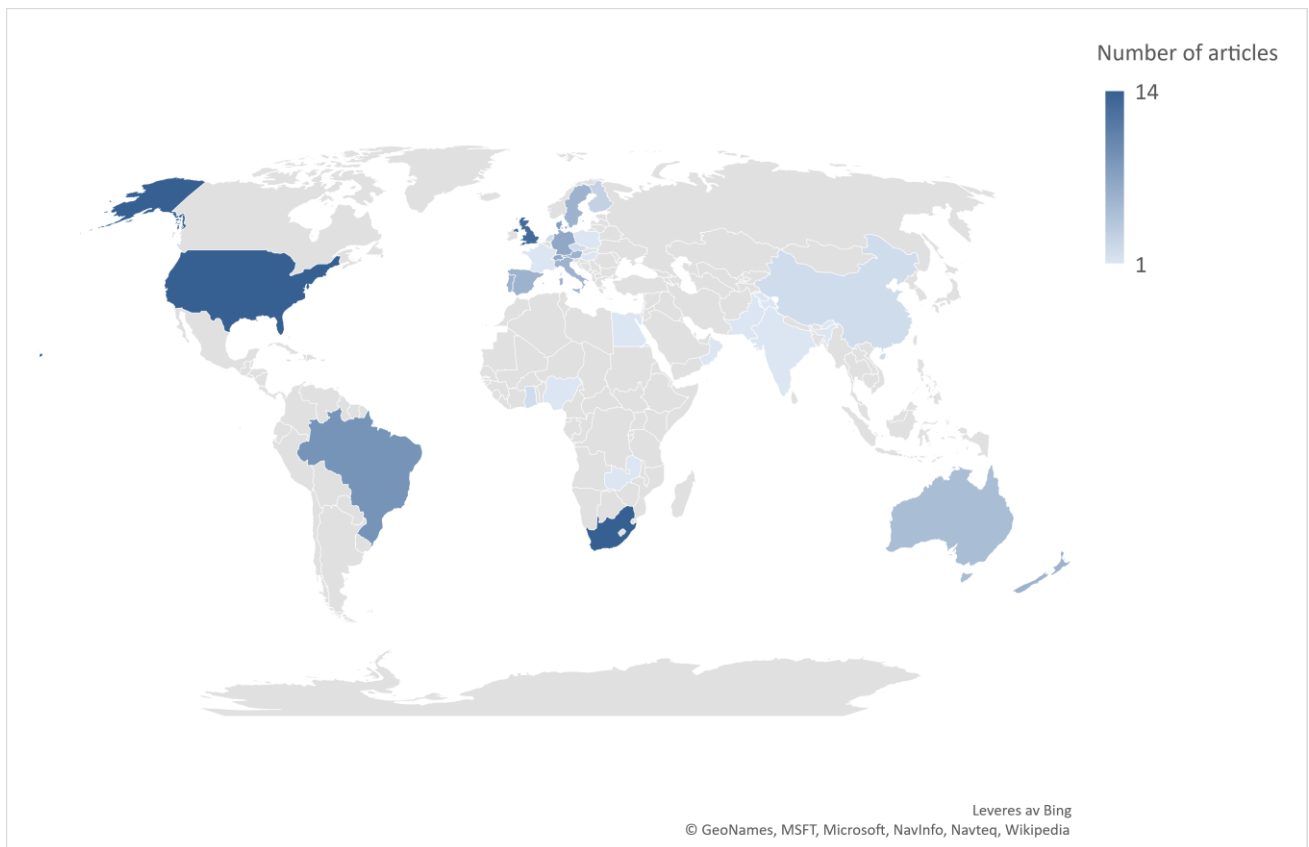 Number of articles
14
1
Leveres av Bing
© GeoNames, MSFT, Microsoft, NavInfo, Navteq, Wikipedia